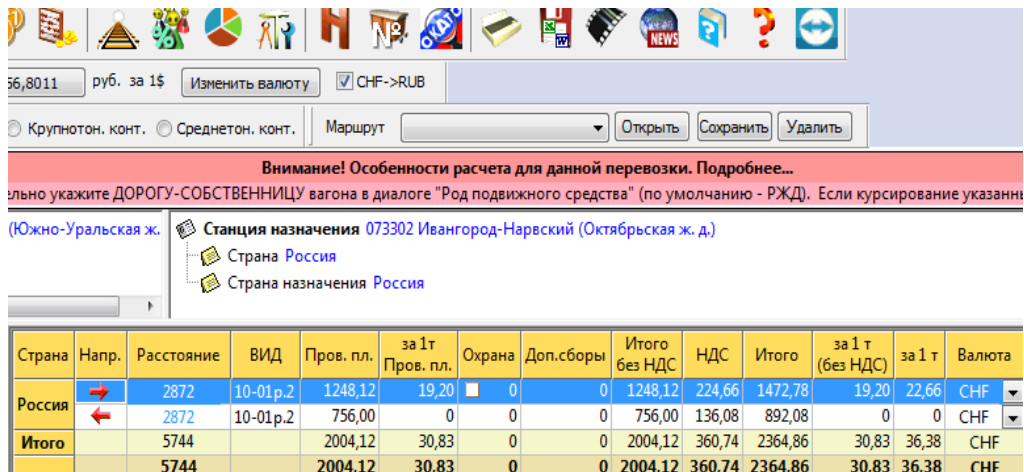 NEWS
56,8011 руб. за 1$ Изменить валюту CHF->RUB
Крупнотон. конт. Среднетон. конт. Маршрут Открыть Сохранить Удалить
Внимание! Особенности расчета для данной перевозки. Подробнее...
укажите ДОРОГУ-СОБСТВЕННИЦУ вагона в диалоге "Род подвижного средства" (по умолчанию - РЖД). Если курсирование
(Южно-Уральская ж. Станция назначения 073302 Ивангород-Нарвский (Октябрьская ж. д.)
Страна Россия
Страна назначения Россия
Страна Напр. Расстояние ВИД Пров. пл. за 1т Пров. пл. Охрана Доп.сборы Итого без НДС НДС Итого за 1 т (без НДС) за 1 т Валюта
Россия 2872 10-01р.2 1248,12 19,20 0 0 1248,12 224,66 1472,78 19,20 22,66 CHF
2872 10-01р.2 756,00 0 0 0 756,00 136,08 892,08 0 0 CHF
Итого 5744 2004,12 30,83 0 0 2004,12 360,74 2364,86 30,83 36,38 CHF
5744 2004,12 30,83 0 0 2004,12 360,74 2364,86 30,83 36,38 CHF